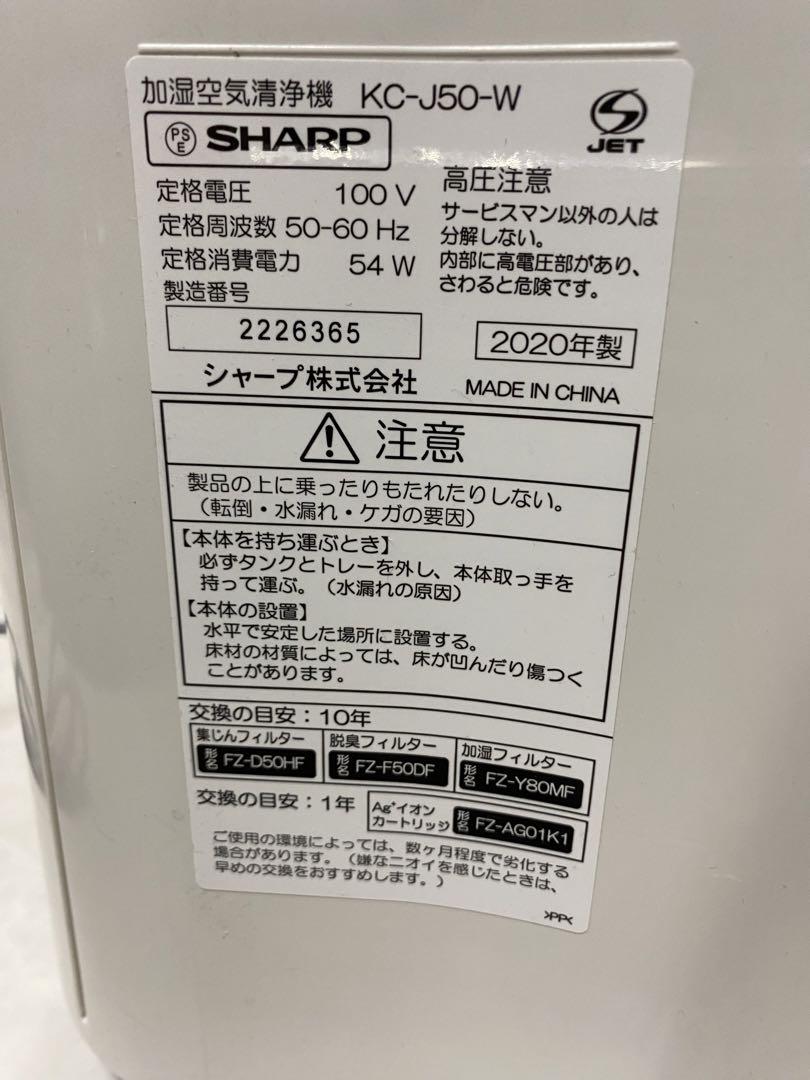 加湿空気清浄機 KC-J50-W
PS
E
SHARP
JET
定格電圧 100 V
定格周波数 50-60 Hz
定格消費電力 54 W
製造番号
2226365
高圧注意
サービスマン以外の人は
分解しない。
内部に高電圧部があり、
さわると危険です。
2020年製
シャープ株式会社 MADE IN CHINA
注意
製品の上に乗ったりもたれたりしない。
（転倒・水漏れ・ケガの要因）
【本体を持ち運ぶとき】
必ずタンクとトレーを外し、本体取っ手を
持って運ぶ。（水漏れの原因）
【本体の設置】
水平で安定した場所に設置する。
床材の材質によっては、床が凹んだり傷つく
ことがあります。
交換の目安：10年
集じんフィルター
形名 FZ-D50HF
脱臭フィルター
形名 FZ-F50DF
加湿フィルター
形名 FZ-Y80MF
交換の目安：1年
Ag⁺イオン
カートリッジ
形名 FZ-AG01K1
ご使用の環境によっては、数ヶ月程度で劣化する
場合があります。（嫌なニオイを感じたときは、
早めの交換をおすすめします。）
>PP<